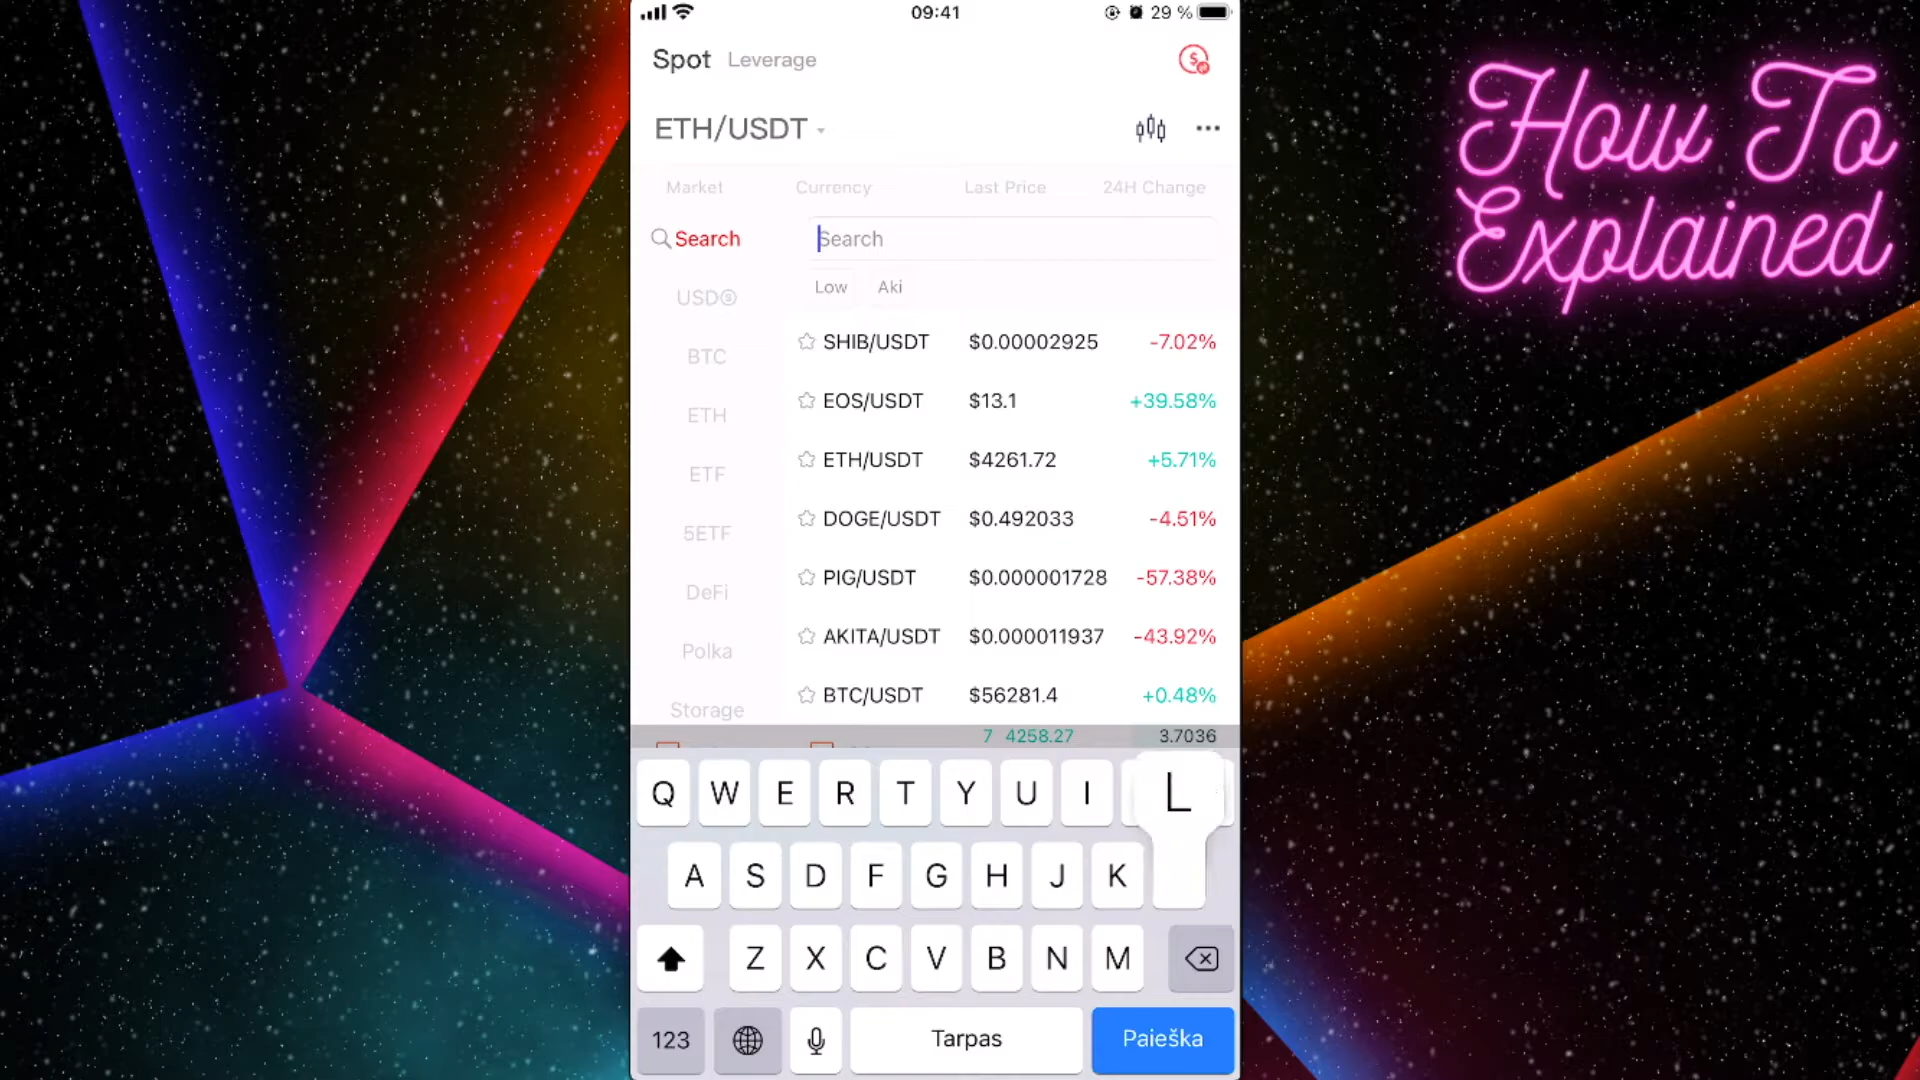 09:41
29 %
Spot Leverage
ETH/USDT
Market Currency Last Price 24H Change
Search
Search
Low Aki
USD
BTC
ETH
ETF
5ETF
DeFi
Polka
Storage
SHIB/USDT $0.00002925 -7.02%
EOS/USDT $13.1 +39.58%
ETH/USDT $4261.72 +5.71%
DOGE/USDT $0.492033 -4.51%
PIG/USDT $0.000001728 -57.38%
AKITA/USDT $0.000011937 -43.92%
BTC/USDT $56281.4 +0.48%
7 4258.27 3.7036
Q W E R T Y U I L
A S D F G H J K
Z X C V B N M
123 Tarpas Paieška
How To
Explained